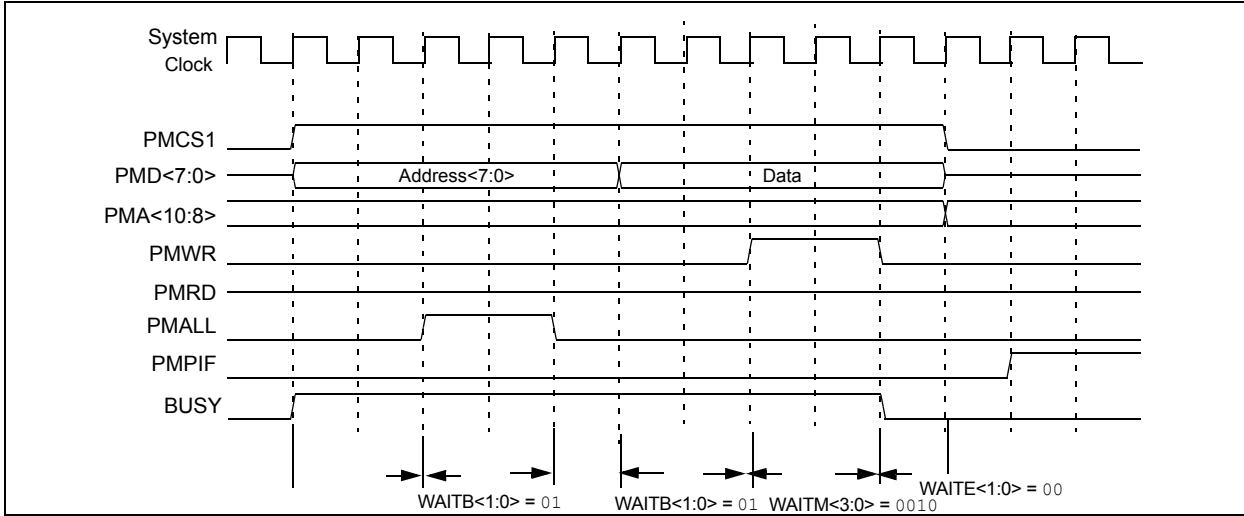 System
Clock
PMCS1
PMD<7:0>
Address<7:0>
Data
PMA<10:8>
PMWR
PMRD
PMALL
PMPIF
BUSY
WAITB<1:0> = 01
WAITB<1:0> = 01
WAITM<3:0> = 0010
WAITE<1:0> = 00